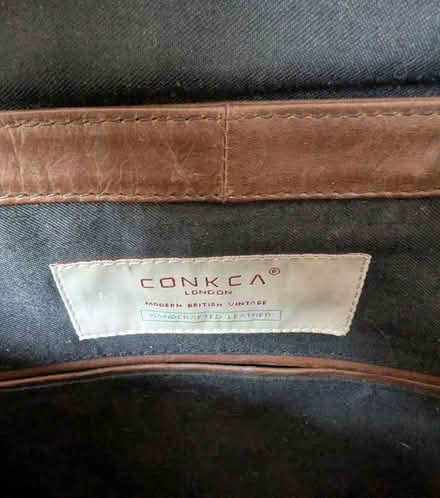 CONKCA®
LONDON
MODERN BRITISH VINTAGE
HANDCRAFTED LEATHER